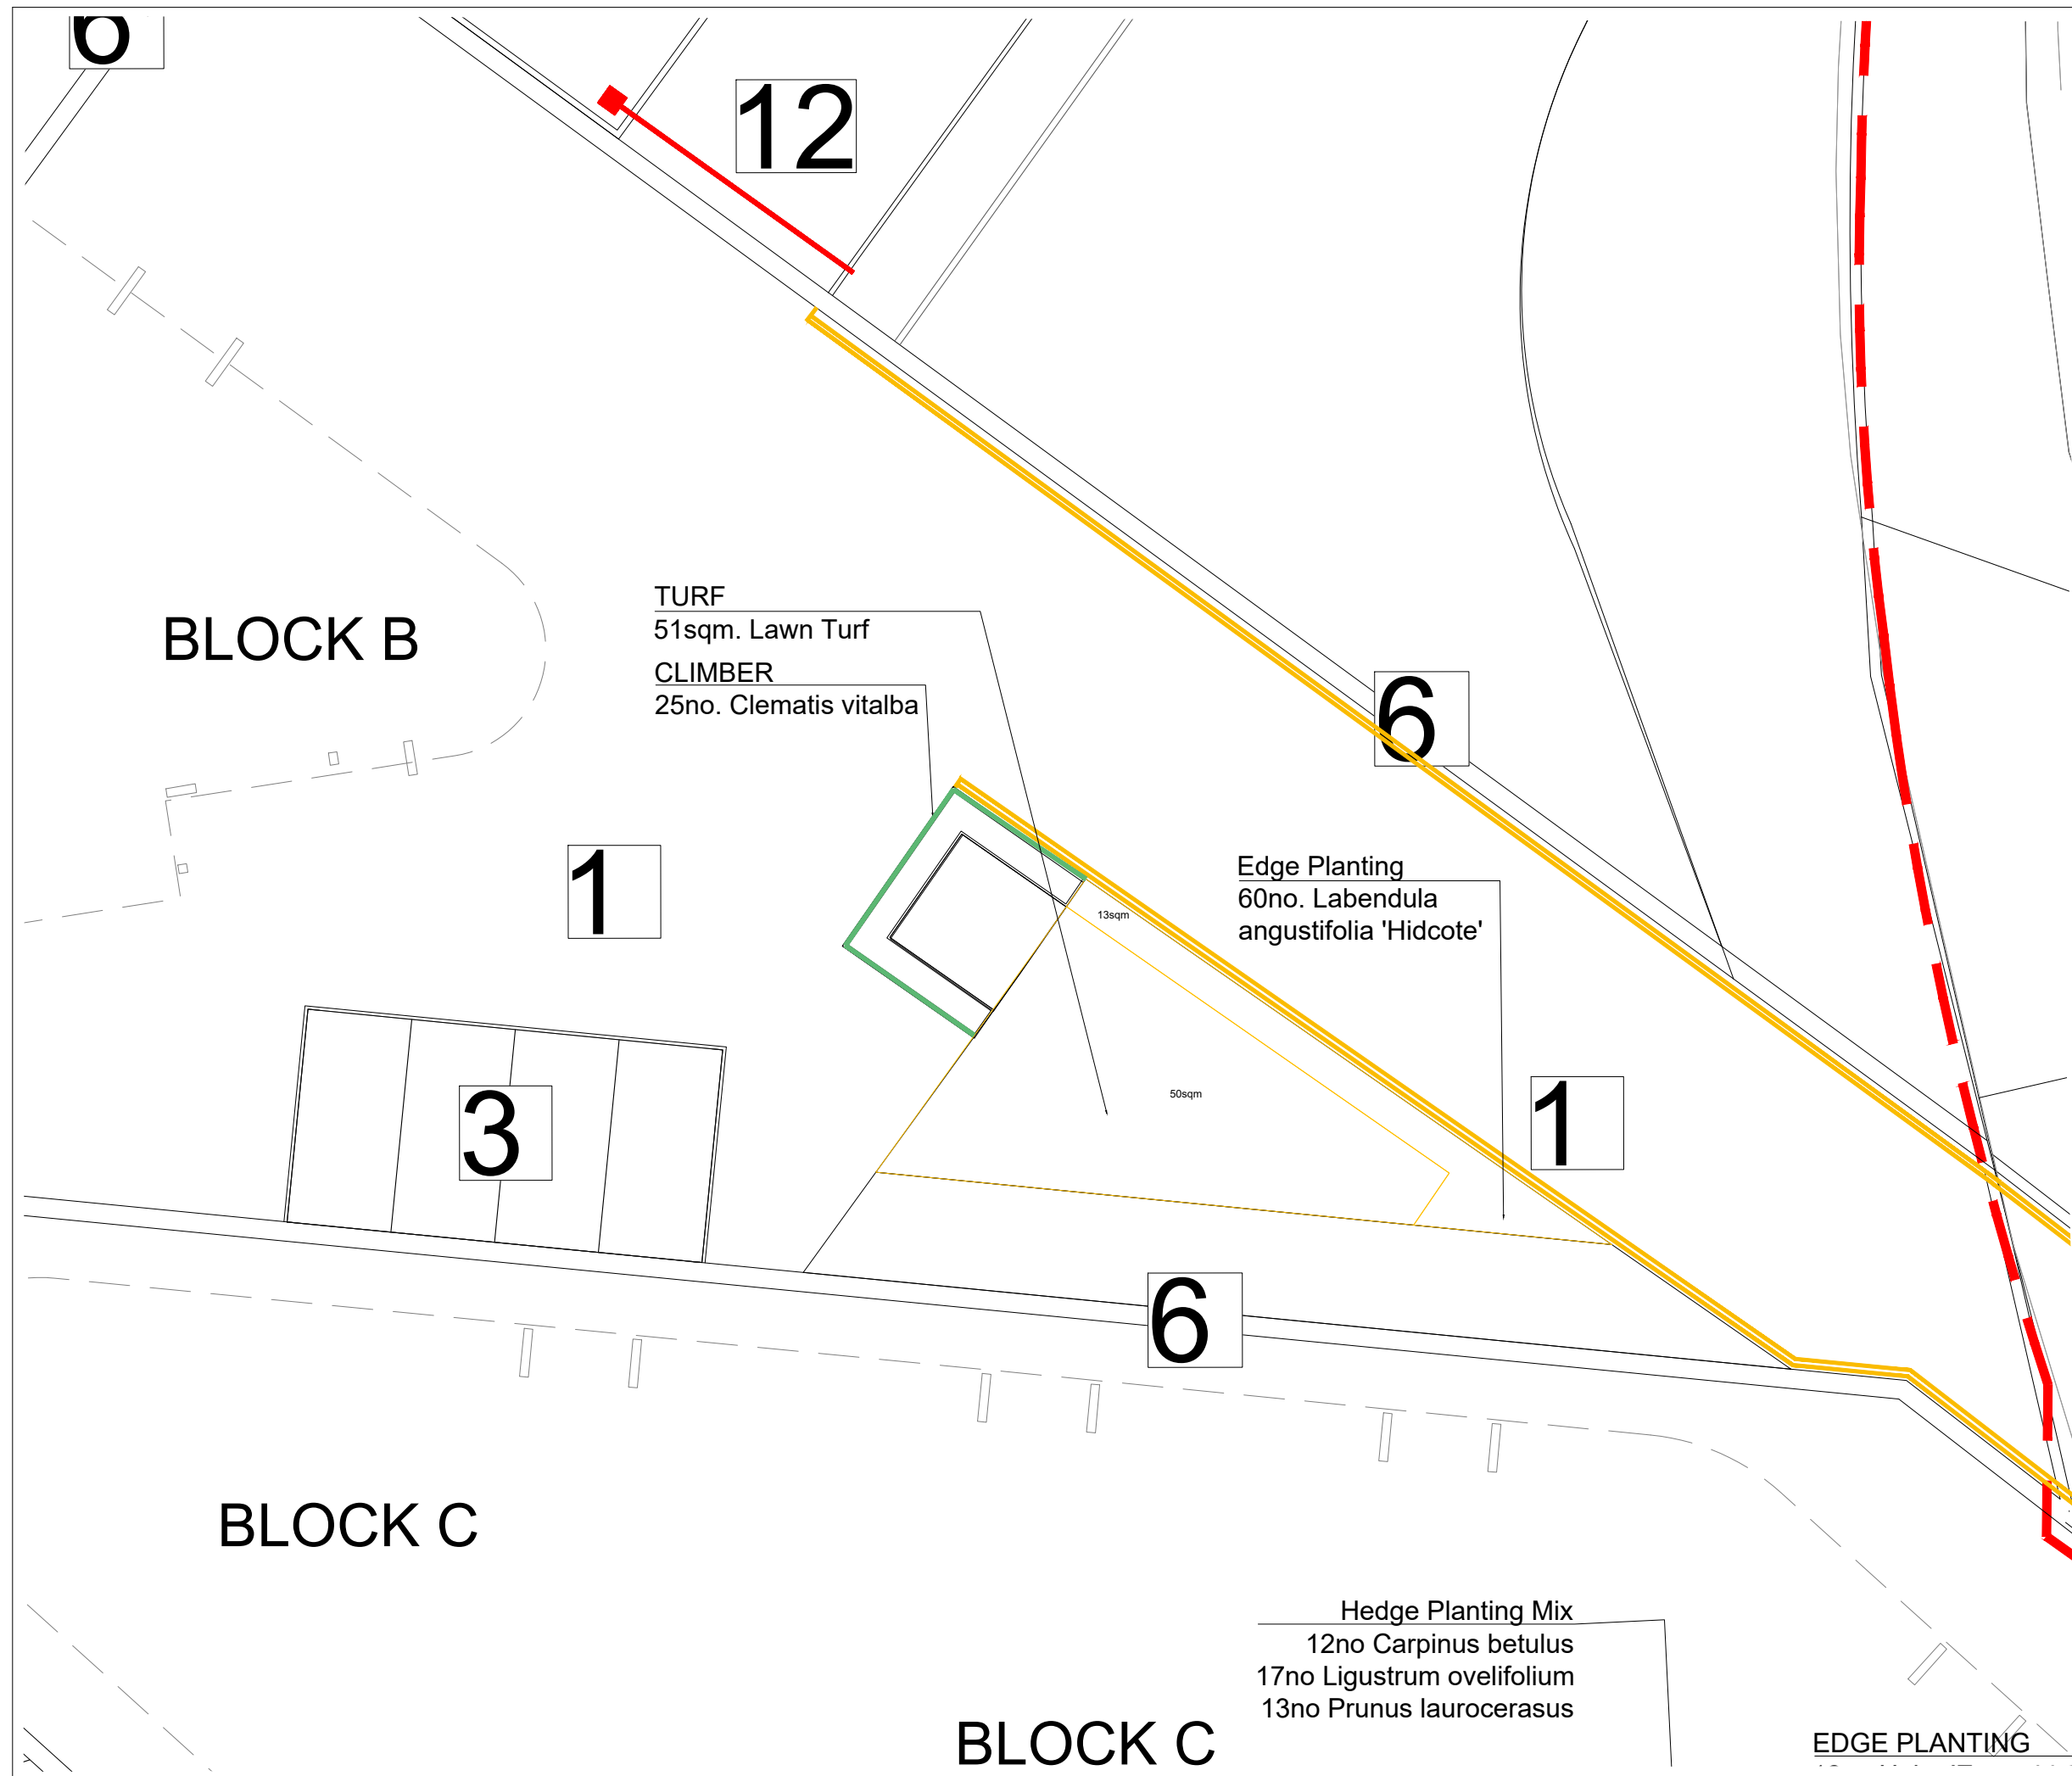 6
12
BLOCK B
TURF
51sqm. Lawn Turf
CLIMBER
25no. Clematis vitalba
6
1
13sqm
Edge Planting
60no. Labendula
angustifolia 'Hidcote'
50sqm
1
3
6
BLOCK C
Hedge Planting Mix
12no Carpinus betulus
17no Ligustrum ovelifolium
13no Prunus laurocerasus
BLOCK C
EDGE PLANTING